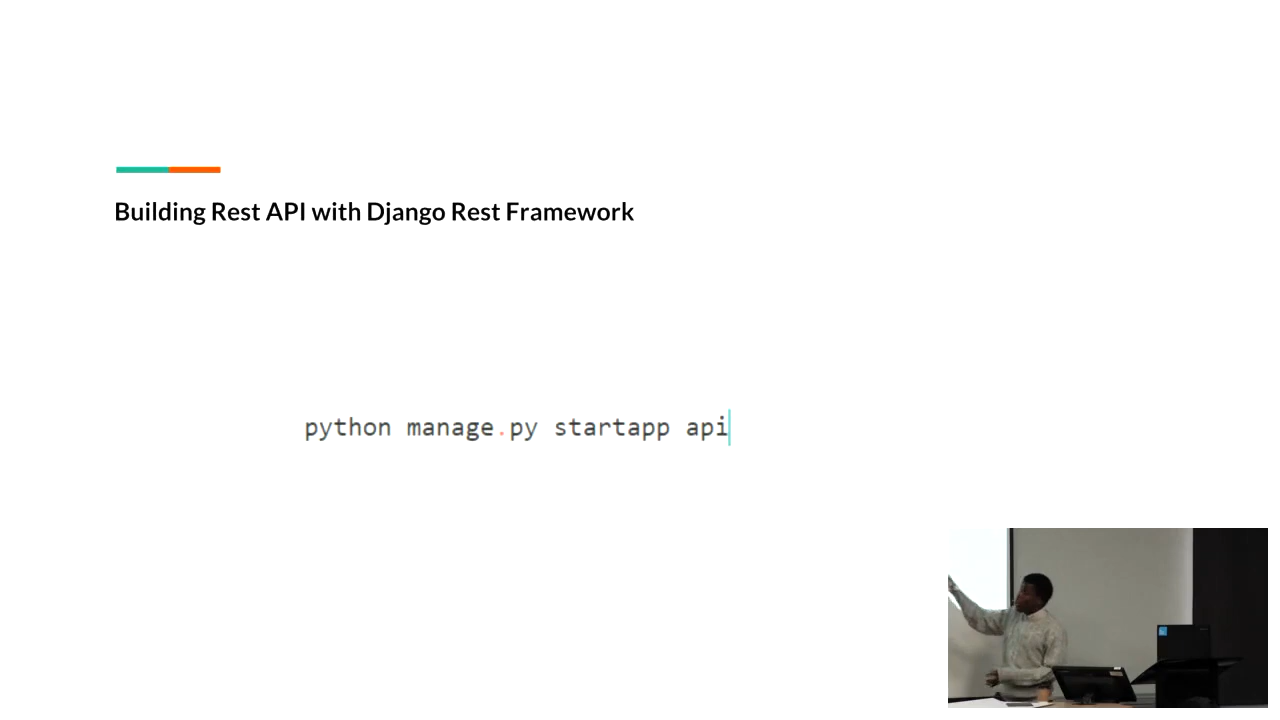 Building Rest API with Django Rest Framework
python manage.py startapp api